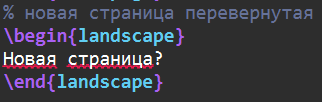 % новая страница перевернутая
\begin{landscape}
Новая страница?
\end{landscape}